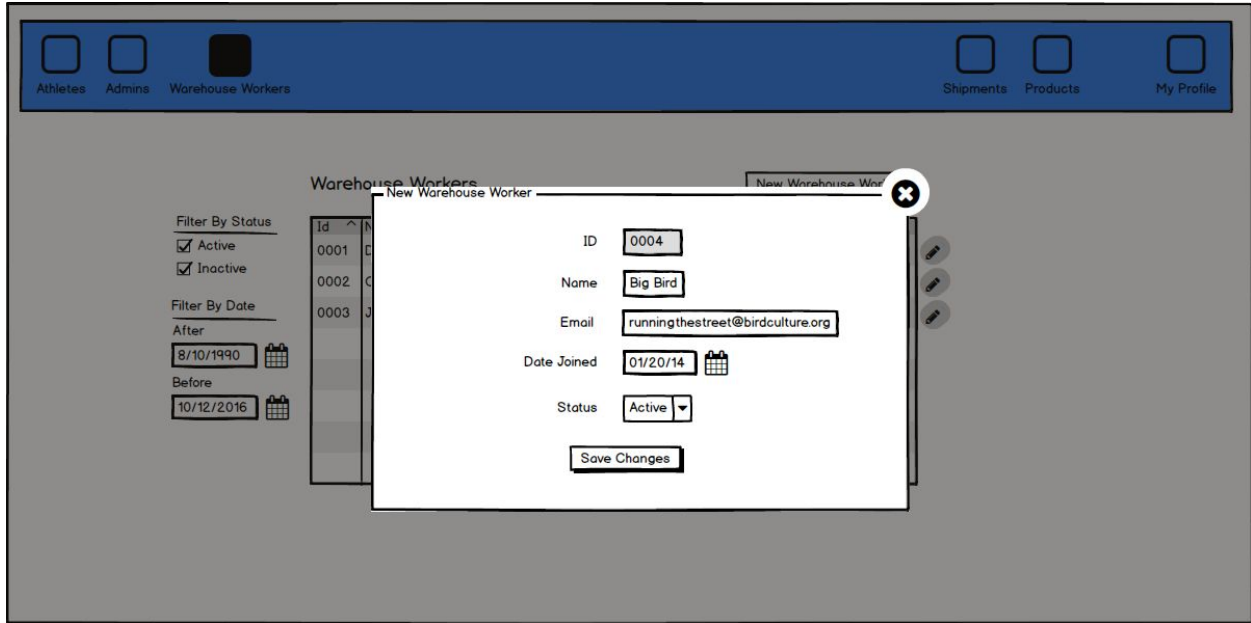 Athletes Admins Warehouse Workers Shipments Products My Profile
Warehouse Workers
New Warehouse Wor
New Warehouse Worker
Filter By Status
Active
Inactive
Filter By Date
After
8/10/1990
Before
10/12/2016
Id N
0001 D
0002 C
0003 J
ID 0004
Name Big Bird
Email runningthestreet@birdculture.org
Date Joined 01/20/14
Status Active
Save Changes